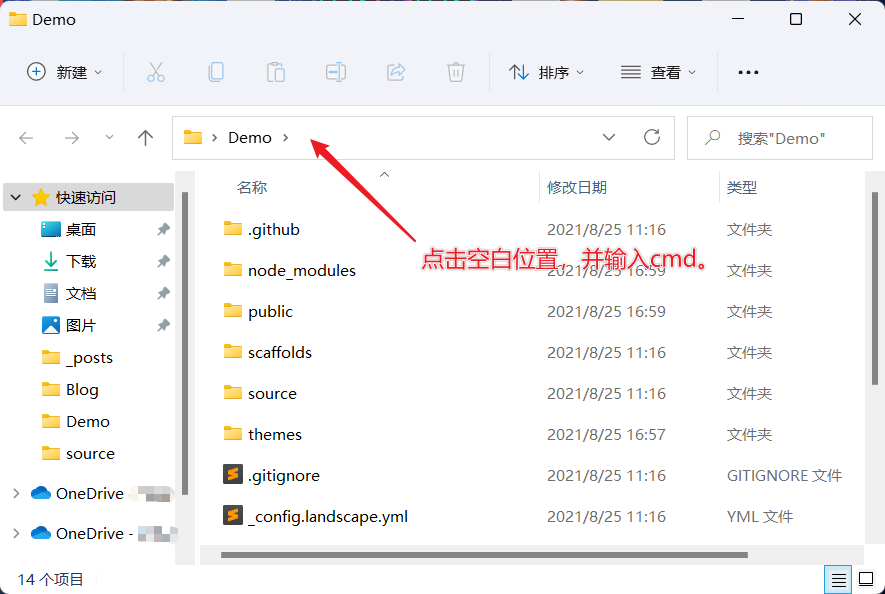 Demo
新建 排序 查看
Demo 搜索"Demo"
名称 修改日期 类型
快速访问
桌面
下载
文档
图片
_posts
Blog
Demo
source
OneDrive
OneDrive -
.github 2021/8/25 11:16 文件夹
点击空白位置，并输入cmd。
node_modules 2021/8/25 16:59 文件夹
public 2021/8/25 16:59 文件夹
scaffolds 2021/8/25 11:16 文件夹
source 2021/8/25 11:16 文件夹
themes 2021/8/25 16:57 文件夹
.gitignore 2021/8/25 11:16 GITIGNORE 文件
_config.landscape.yml 2021/8/25 11:16 YML 文件
14 个项目